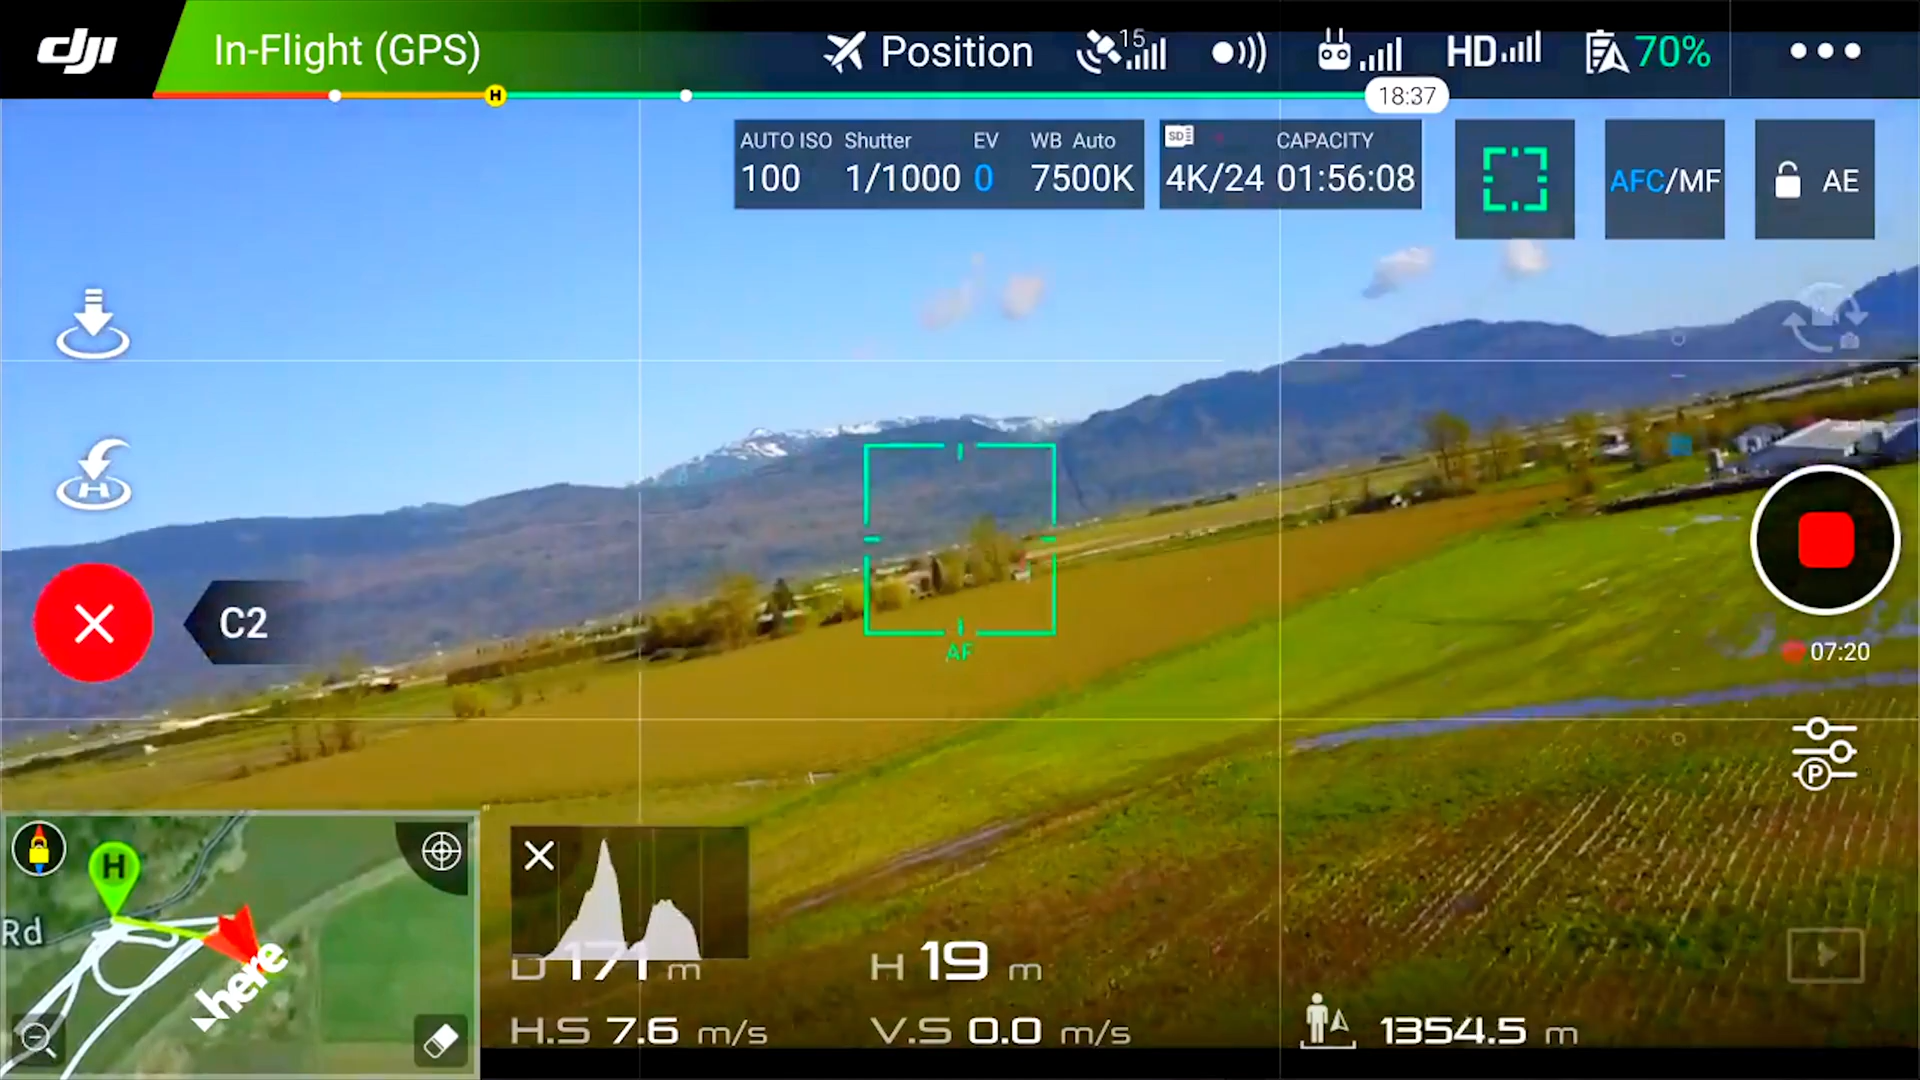 dji In-Flight (GPS) Position 15 HD 70%
H 18:37
AUTO ISO Shutter EV WB Auto
100 1/1000 0 7500K
SD CAPACITY
4K/24 01:56:08
AFC/MF
AE
H
C2
AF
07:20
P
H
Rd
here
D 171 m H 19 m
H.S 7.6 m/s V.S 0.0 m/s 1354.5 m